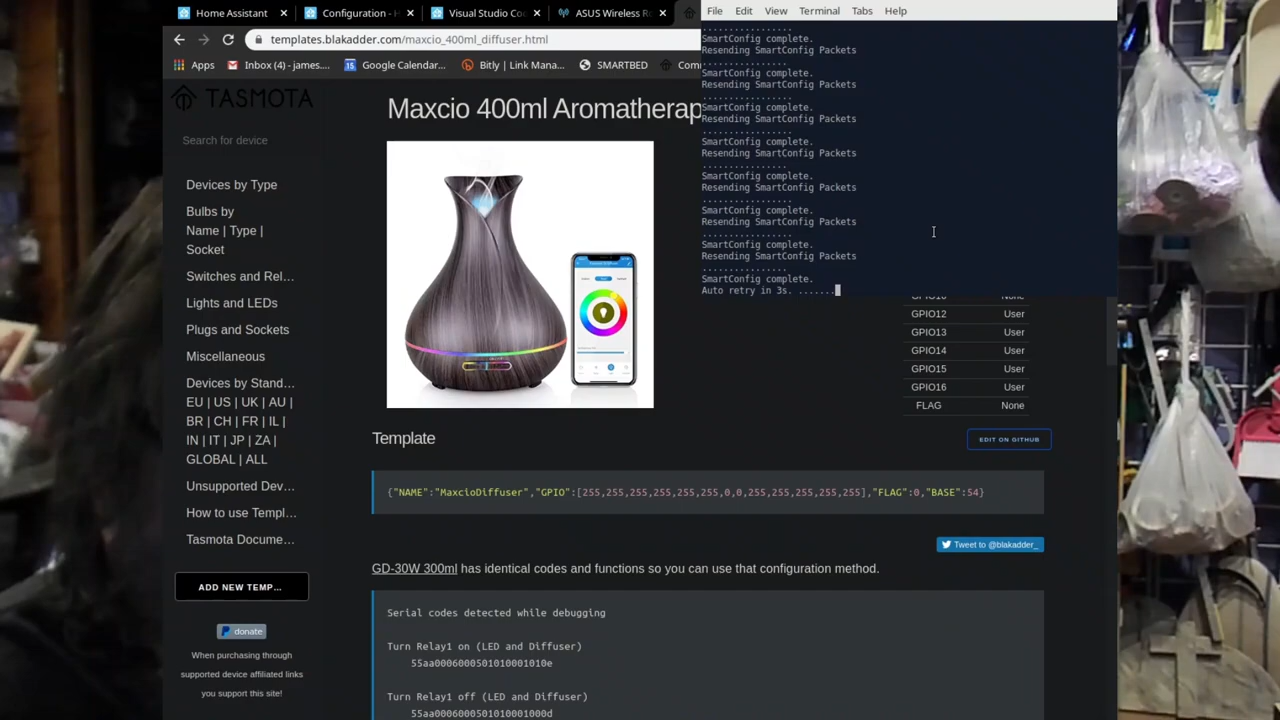 Home Assistant
Configuration - H
Visual Studio Co
ASUS Wireless Ro
templates.blakadder.com/maxcio_400ml_diffuser.html
Apps
Inbox (4) - james....
Google Calendar...
Bitly | Link Mana...
SMARTBED
Com
File Edit View Terminal Tabs Help
.................
SmartConfig complete.
Resending SmartConfig Packets
................
SmartConfig complete.
Resending SmartConfig Packets
.................
SmartConfig complete.
Resending SmartConfig Packets
.................
SmartConfig complete.
Resending SmartConfig Packets
................
SmartConfig complete.
Resending SmartConfig Packets
................
SmartConfig complete.
Resending SmartConfig Packets
.................
SmartConfig complete.
Resending SmartConfig Packets
................
SmartConfig complete.
Auto retry in 3s. .......
TASMOTA
Search for device
Devices by Type
Bulbs by
Name | Type |
Socket
Switches and Rel...
Lights and LEDs
Plugs and Sockets
Miscellaneous
Devices by Stand...
EU | US | UK | AU |
BR | CH | FR | IL |
IN | IT | JP | ZA |
GLOBAL | ALL
Unsupported Dev...
How to use Templ...
Tasmota Docume...
ADD NEW TEMP...
donate
When purchasing through
supported device affiliated links
you support this site!
Maxcio 400ml Aromatherap
GPIO12 User
GPIO13 User
GPIO14 User
GPIO15 User
GPIO16 User
FLAG None
Template
EDIT ON GITHUB
{"NAME":"MaxcioDiffuser","GPIO":[255,255,255,255,255,255,0,0,255,255,255,255,255],"FLAG":0,"BASE":54}
Tweet to @blakadder_
GD-30W 300ml has identical codes and functions so you can use that configuration method.
Serial codes detected while debugging
Turn Relay1 on (LED and Diffuser)
55aa0006000501010001010e
Turn Relay1 off (LED and Diffuser)
55aa0006000501010001000d